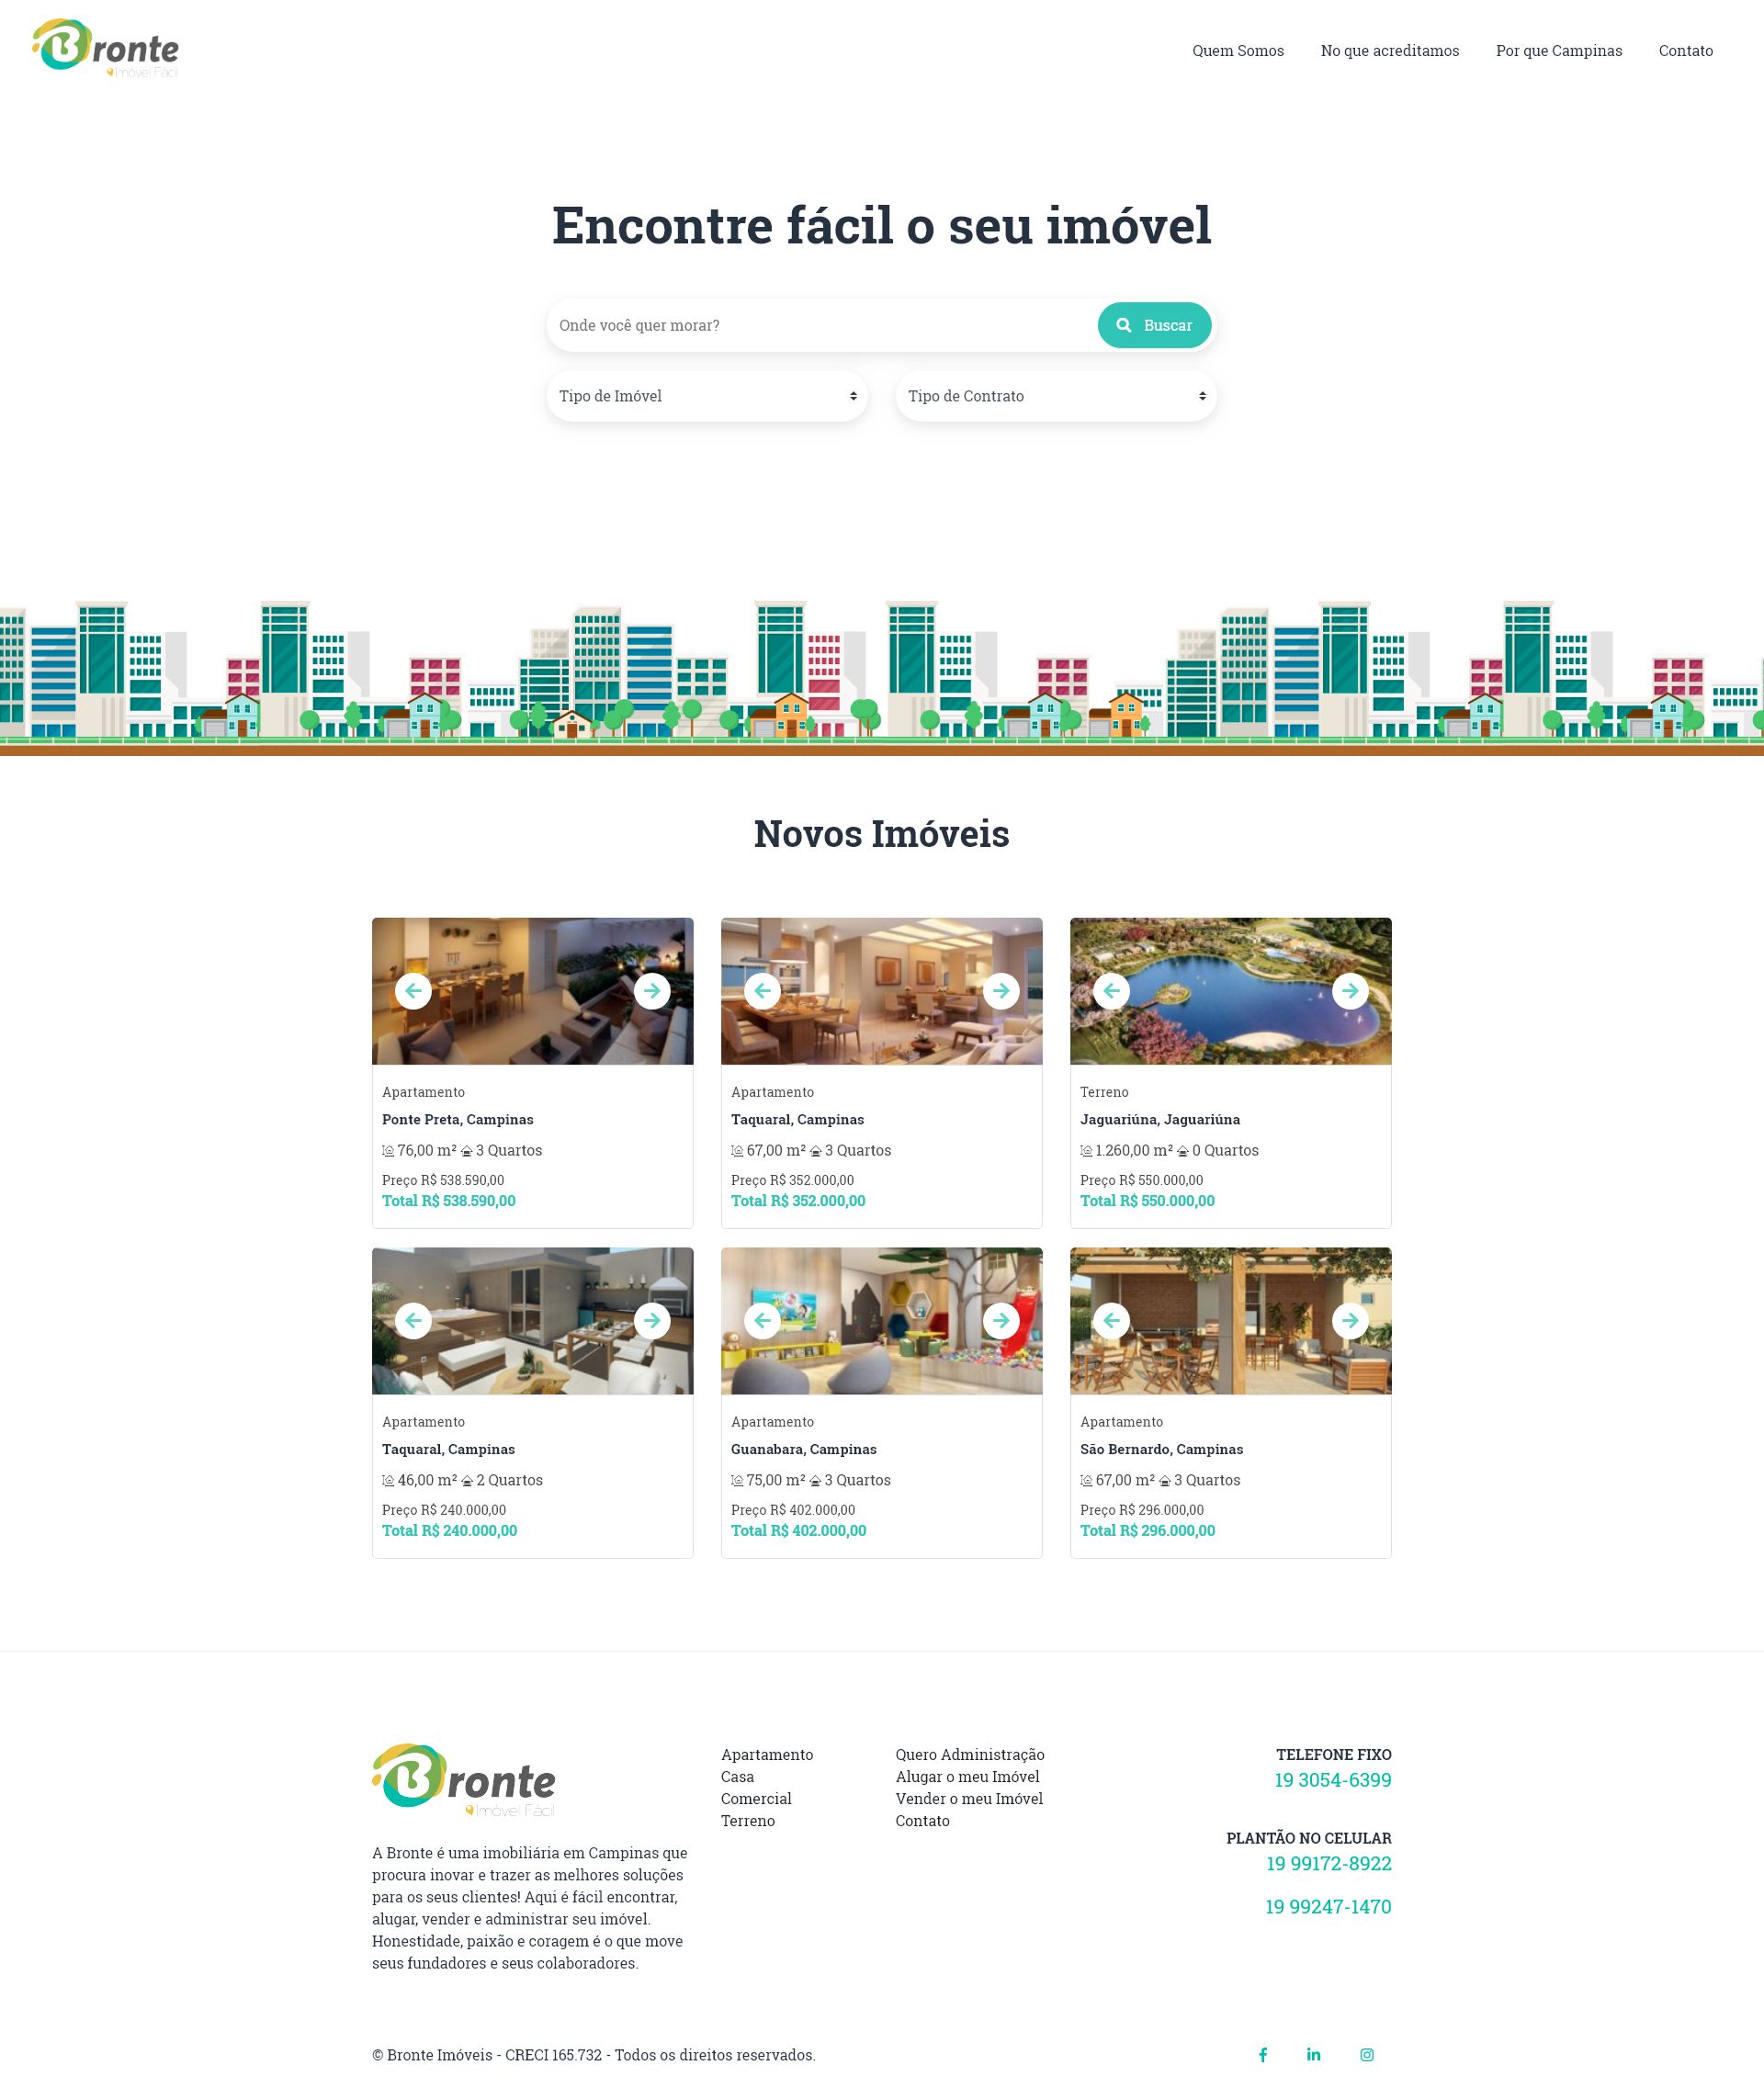 Bronte
Imóvel Fácil
Quem Somos
No que acreditamos
Por que Campinas
Contato
Encontre fácil o seu imóvel
Onde você quer morar?
Buscar
Tipo de Imóvel
Tipo de Contrato
Novos Imóveis
Apartamento
Ponte Preta, Campinas
76,00 m² 3 Quartos
Preço R$ 538.590,00
Total R$ 538.590,00
Apartamento
Taquaral, Campinas
67,00 m² 3 Quartos
Preço R$ 352.000,00
Total R$ 352.000,00
Terreno
Jaguariúna, Jaguariúna
1.260,00 m² 0 Quartos
Preço R$ 550.000,00
Total R$ 550.000,00
Apartamento
Taquaral, Campinas
46,00 m² 2 Quartos
Preço R$ 240.000,00
Total R$ 240.000,00
Apartamento
Guanabara, Campinas
75,00 m² 3 Quartos
Preço R$ 402.000,00
Total R$ 402.000,00
Apartamento
São Bernardo, Campinas
67,00 m² 3 Quartos
Preço R$ 296.000,00
Total R$ 296.000,00
Bronte
Imóvel Fácil
A Bronte é uma imobiliária em Campinas que
procura inovar e trazer as melhores soluções
para os seus clientes! Aqui é fácil encontrar,
alugar, vender e administrar seu imóvel.
Honestidade, paixão e coragem é o que move
seus fundadores e seus colaboradores.
Apartamento
Casa
Comercial
Terreno
Quero Administração
Alugar o meu Imóvel
Vender o meu Imóvel
Contato
TELEFONE FIXO
19 3054-6399
PLANTÃO NO CELULAR
19 99172-8922
19 99247-1470
© Bronte Imóveis - CRECI 165.732 - Todos os direitos reservados.